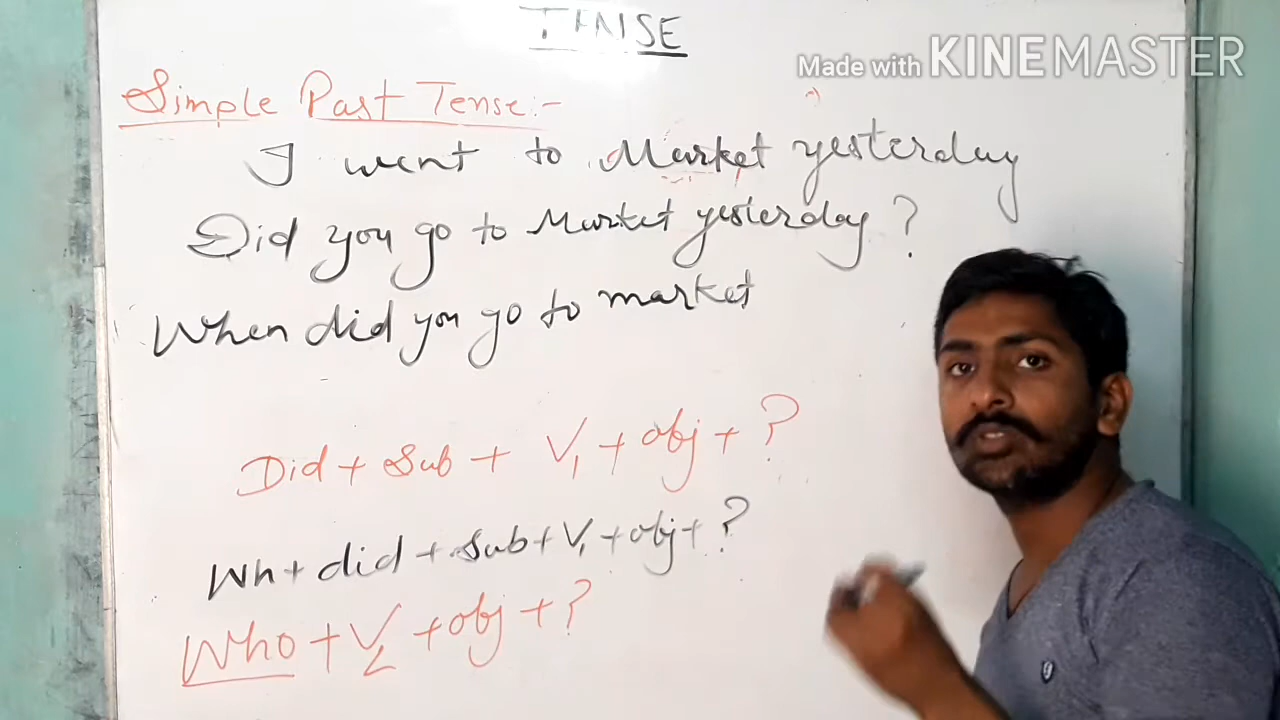 TENSE
Made with KINEMASTER
Simple Past Tense:-
I went to Market yesterday
Did you go to Market yesterday ?
When did you go to market
Did + Sub + V1 + obj + ?
Wh + did + Sub + V1 + obj + ?
Who + V2 + obj + ?